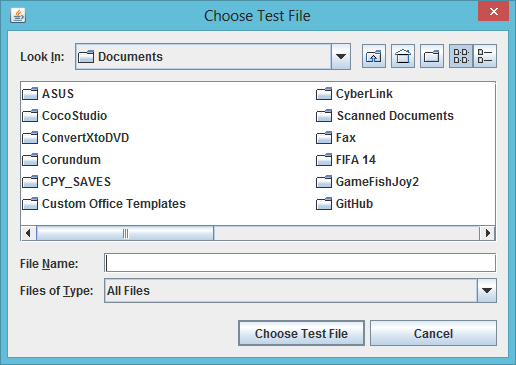 Choose Test File
Look In: Documents
ASUS
CocoStudio
ConvertXtoDVD
Corundum
CPY_SAVES
Custom Office Templates
CyberLink
Scanned Documents
Fax
FIFA 14
GameFishJoy2
GitHub
File Name:
Files of Type: All Files
Choose Test File Cancel